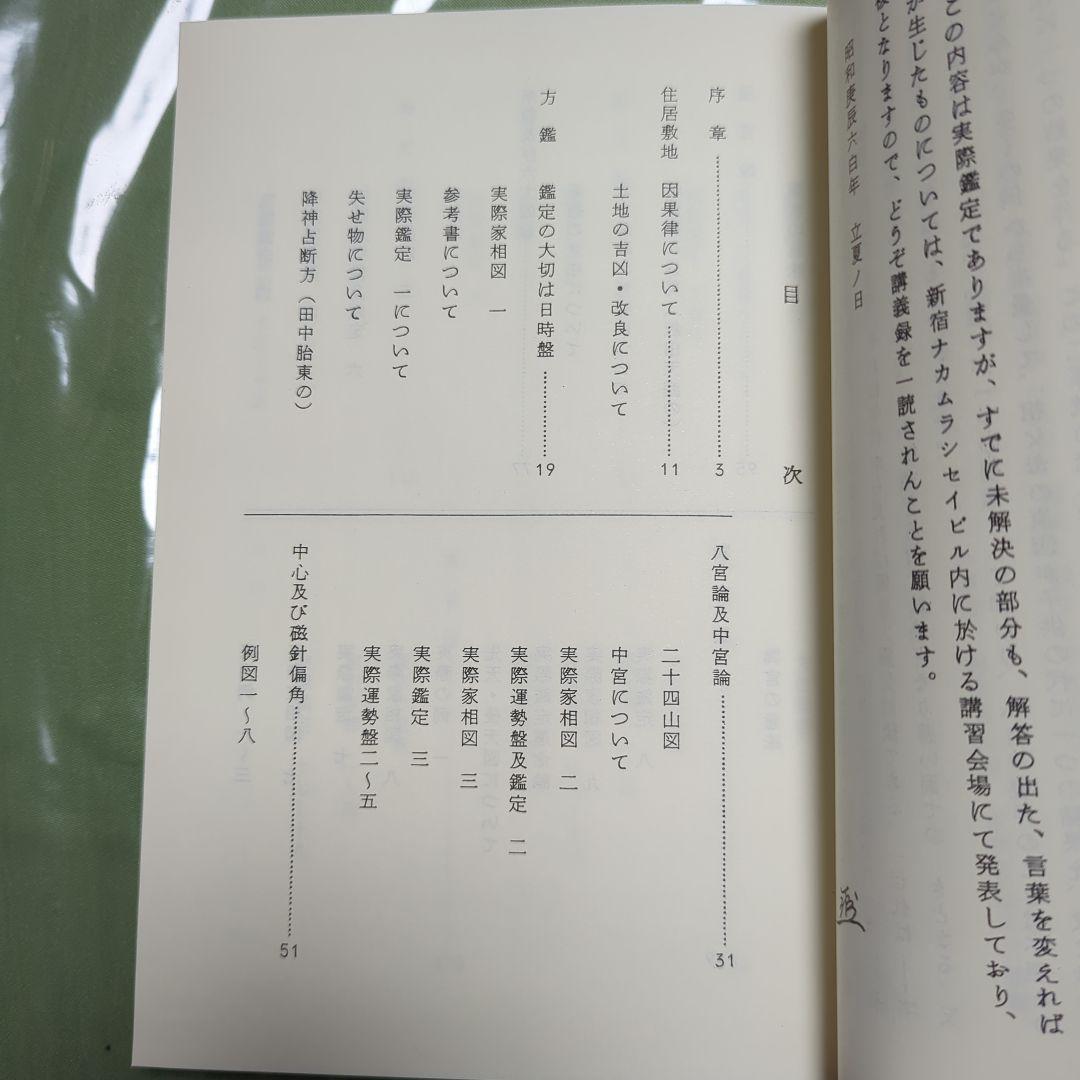 この内容は実際鑑定でありますが、すでに未解決の部分も、解答の出た、言葉を変えれば
が生じたものについては、新宿ナカムラシセイビル内に於ける講習会場にて発表しており、
となりますので、どうぞ講義録を一読されんことを願います。
昭和庚辰六白年　立夏ノ日
目　次
序章 3
住居敷地　因果律について 11
土地の吉凶・改良について
方鑑　鑑定の大切は日時盤 19
実際家相図　一
参考書について
実際鑑定　一について
失せ物について
降神占断方（田中胎東の）
八宮論及中宮論 31
二十四山図
中宮について
実際家相図　二
実際運勢盤及鑑定　二
実際家相図　三
実際鑑定　三
実際運勢盤二〜五
中心及び磁針偏角 51
例図一〜八